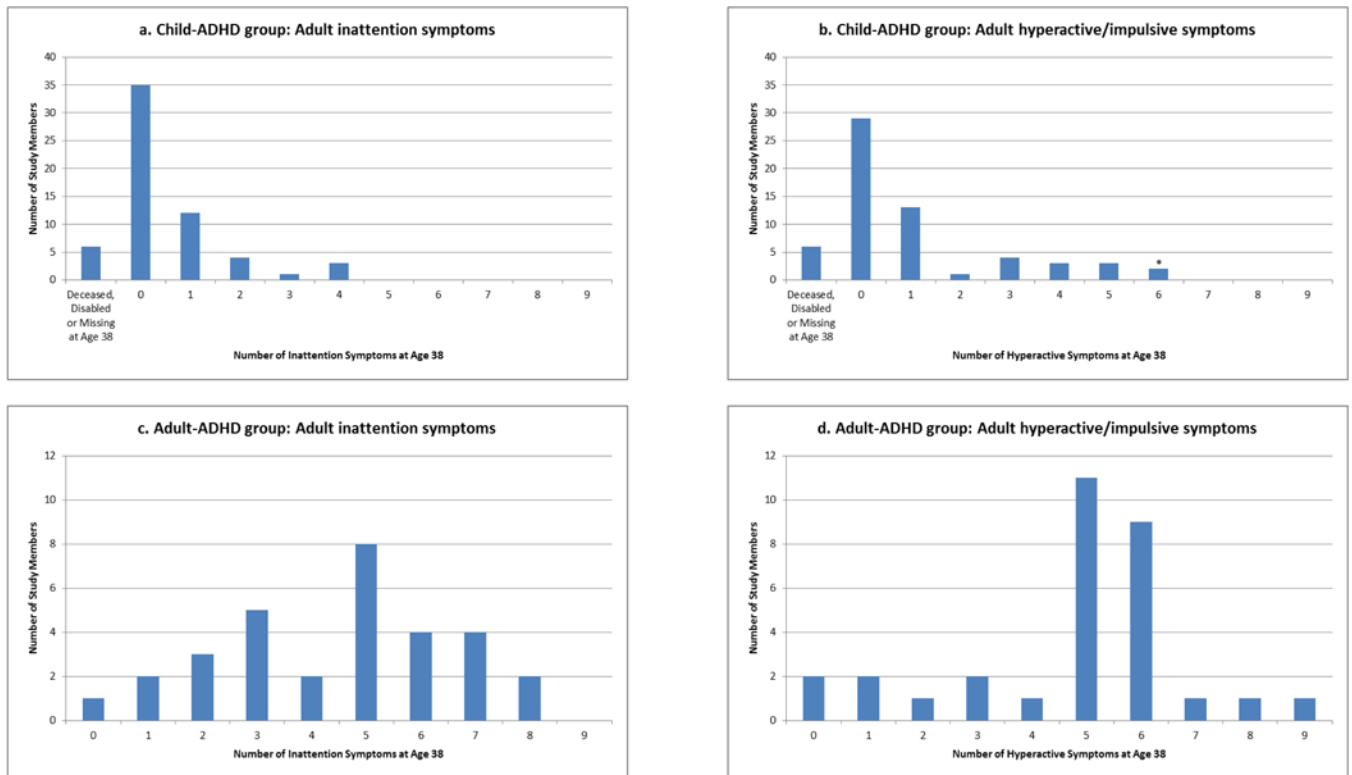 a. Child-ADHD group: Adult inattention symptoms
40
35
30
25
20
15
10
5
0
Number of Study Members
Deceased,
Disabled
or Missing
at Age 38
0 1 2 3 4 5 6 7 8 9
Number of Inattention Symptoms at Age 38
b. Child-ADHD group: Adult hyperactive/impulsive symptoms
40
35
30
25
20
15
10
5
0
Number of Study Members
*
Deceased,
Disabled
or Missing
at Age 38
0 1 2 3 4 5 6 7 8 9
Number of Hyperactive Symptoms at Age 38
c. Adult-ADHD group: Adult inattention symptoms
12
10
8
6
4
2
0
Number of Study Members
0 1 2 3 4 5 6 7 8 9
Number of Inattention Symptoms at Age 38
d. Adult-ADHD group: Adult hyperactive/impulsive symptoms
12
10
8
6
4
2
0
Number of Study Members
0 1 2 3 4 5 6 7 8 9
Number of Hyperactive Symptoms at Age 38